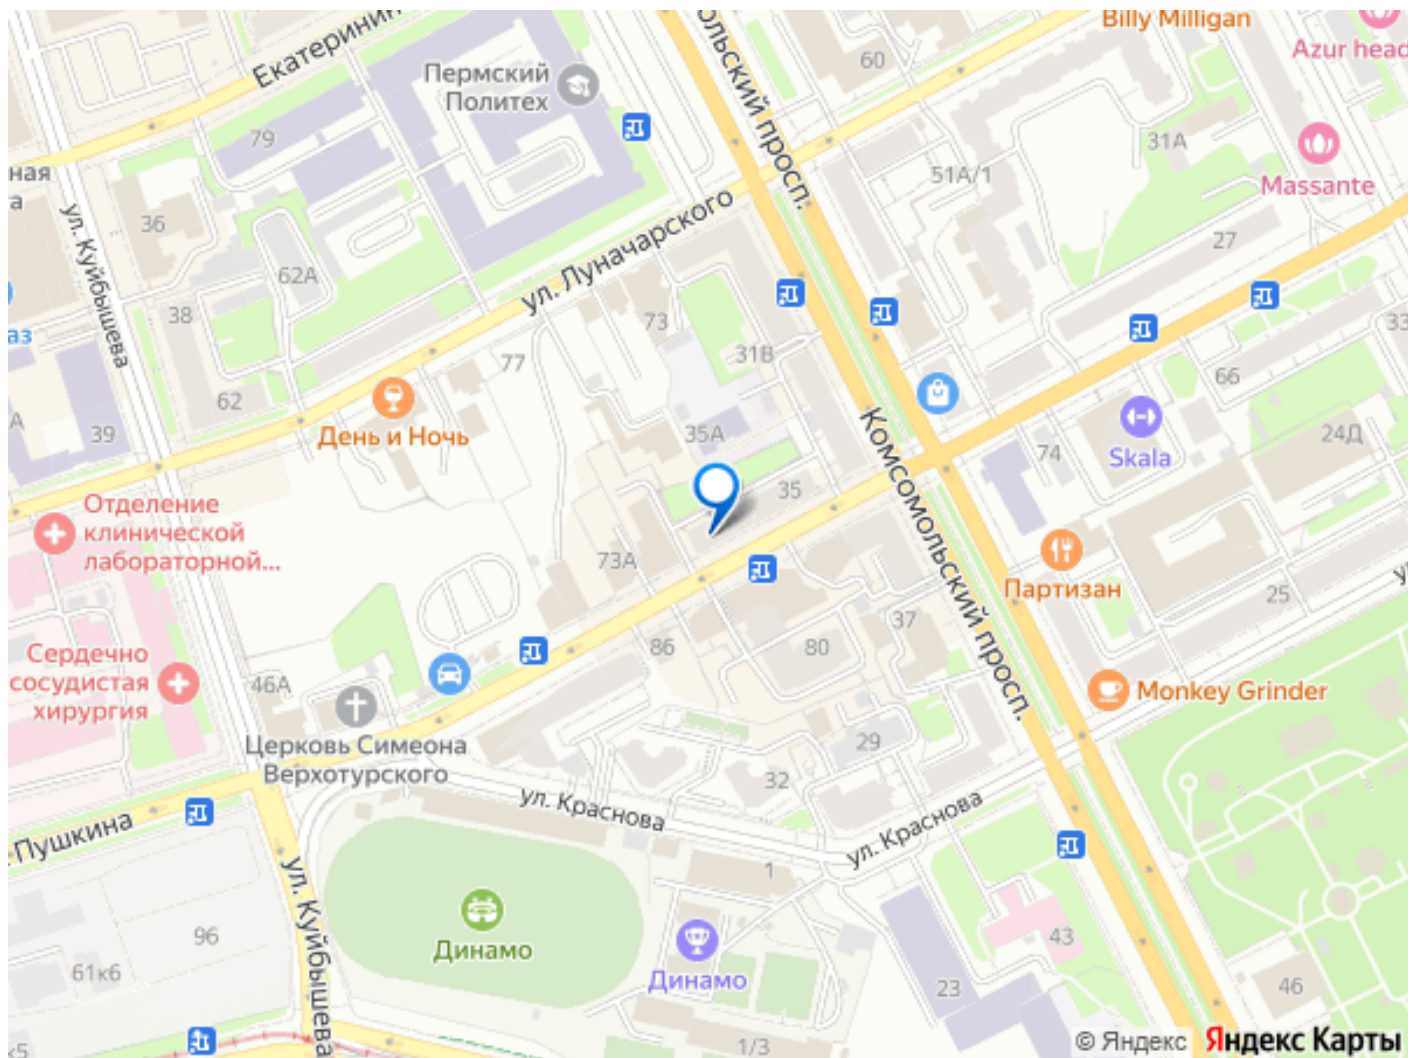 Billy Milligan
Azur head
Екатеринин
ольский просп.
60
Пермский
Политех
79
31А
51А/1
Massante
ная
а
ул. Куйбышева
36
ул. Луначарского
27
62А
38
73
33
аз
31В
77
66
62
День и Ночь
А
39
35А
Комсомольский просп.
74
Skala
24Д
35
Отделение
клинической
лабораторной...
73А
Партизан
25
37
86
80
Сердечно
сосудистая
хирургия
46А
Monkey Grinder
Церковь Симеона
Верхотурского
29
32
ул. Краснова
ул. Краснова
Пушкина
ул. Куйбышева
1
96
Динамо
43
61к6
Динамо
23
46
к5
1/3
© Яндекс
Яндекс Карты